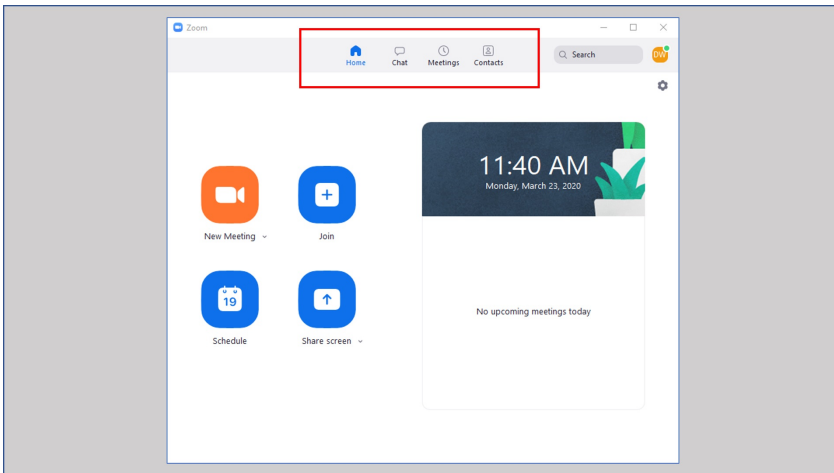 Zoom
Home Chat Meetings Contacts
Search
DW
11:40 AM
Monday, March 23, 2020
New Meeting
Join
19
Schedule
Share screen
No upcoming meetings today